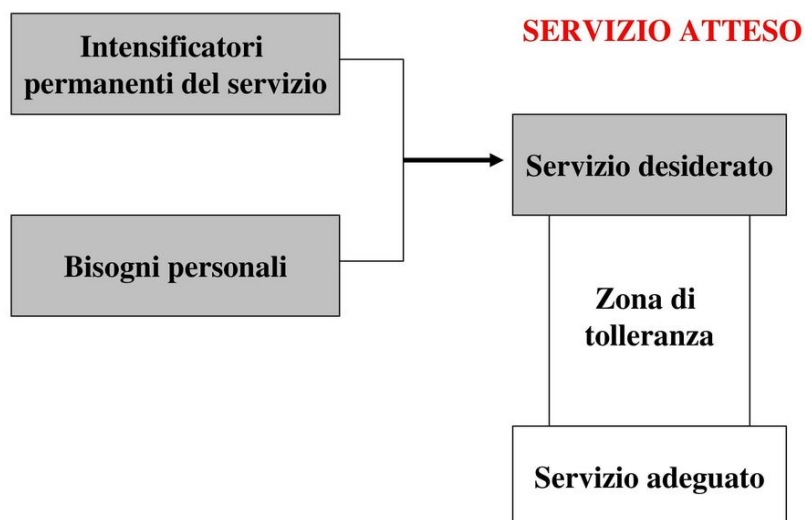 SERVIZIO ATTESO
Intensificatori
permanenti del servizio
Servizio desiderato
Bisogni personali
Zona di
tolleranza
Servizio adeguato